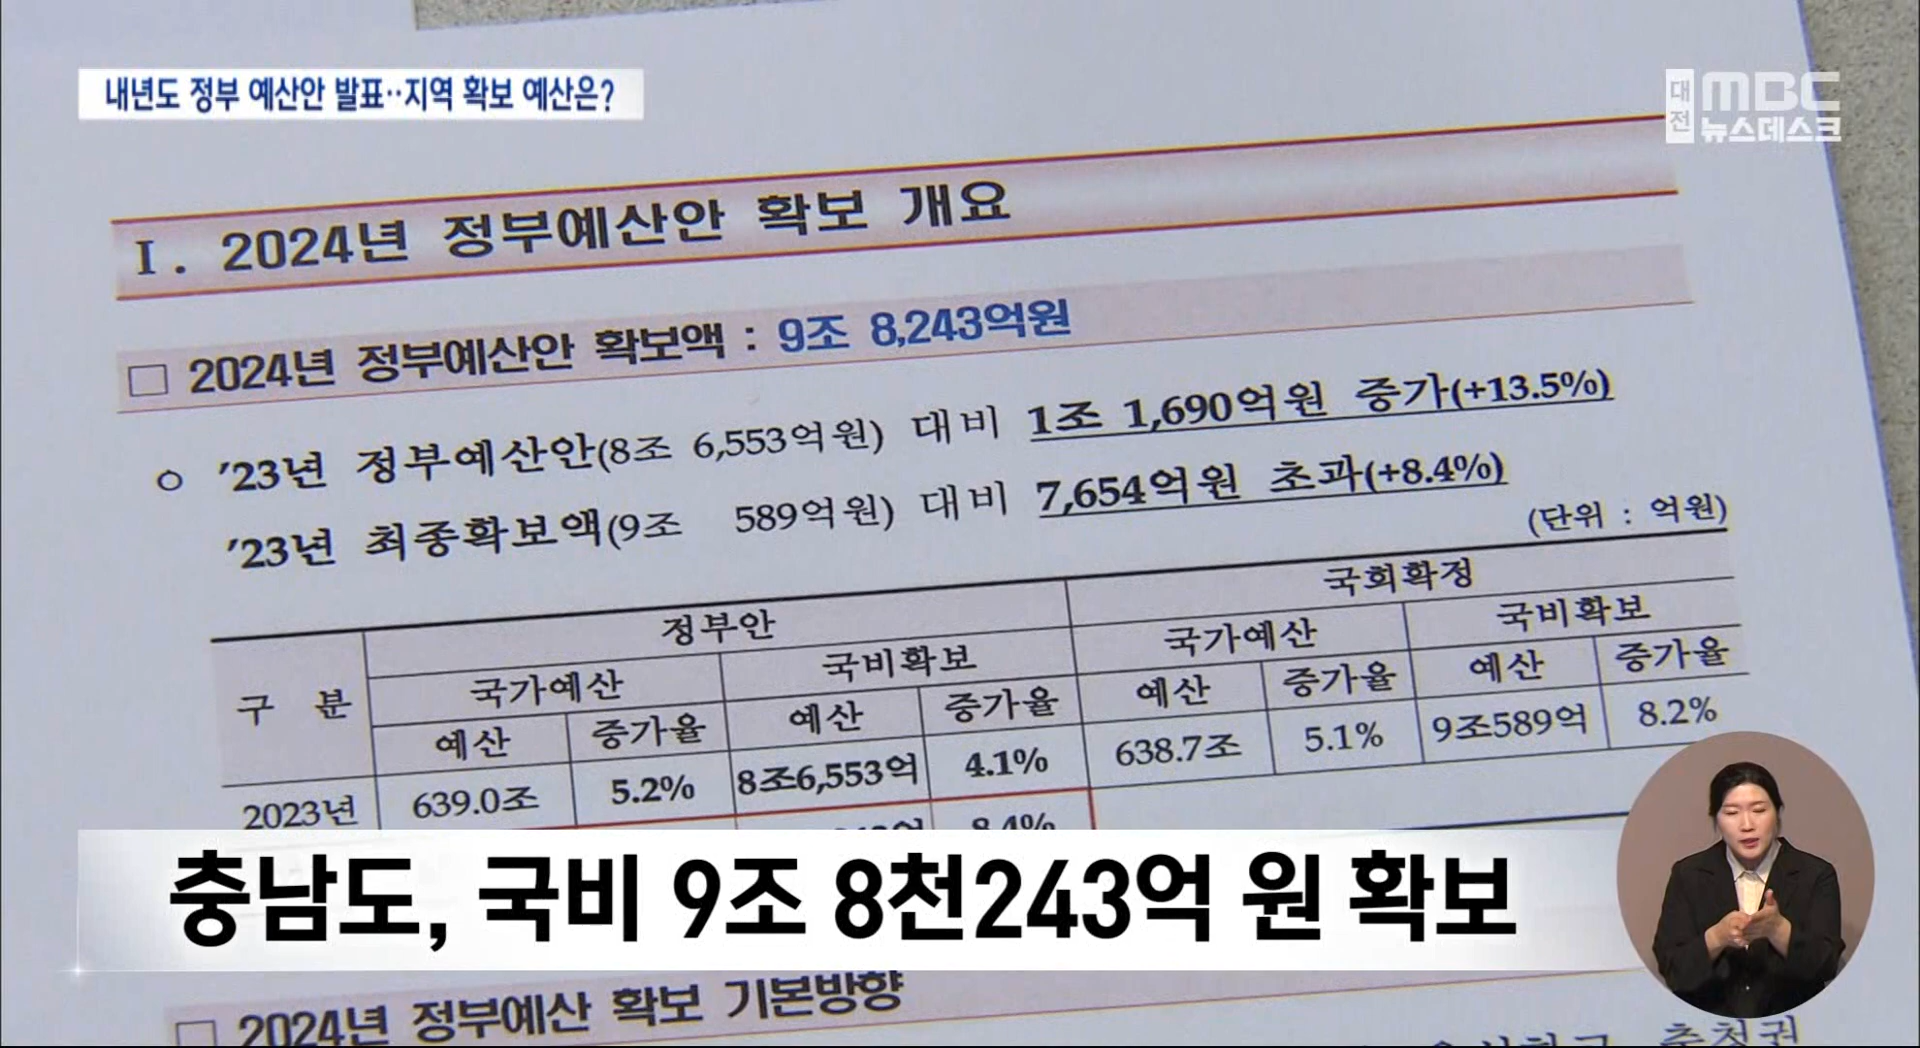 내년도 정부 예산안 발표··지역 확보 예산은?
대전 MBC
뉴스데스크
Ⅰ. 2024년 정부예산안 확보 개요
□ 2024년 정부예산안 확보액 : 9조 8,243억원
○ ′23년 정부예산안(8조 6,553억원) 대비 1조 1,690억원 증가(+13.5%)
′23년 최종확보액(9조 589억원) 대비 7,654억원 초과(+8.4%)
(단위 : 억원)
구 분 정부안 국회확정
국가예산 국비확보 국가예산 국비확보
예산 증가율 예산 증가율 예산 증가율 예산 증가율
2023년 639.0조 5.2% 8조6,553억 4.1% 638.7조 5.1% 9조589억 8.2%
8.4%
충남도, 국비 9조 8천243억 원 확보
□ 2024년 정부예산 확보 기본방향
충청권